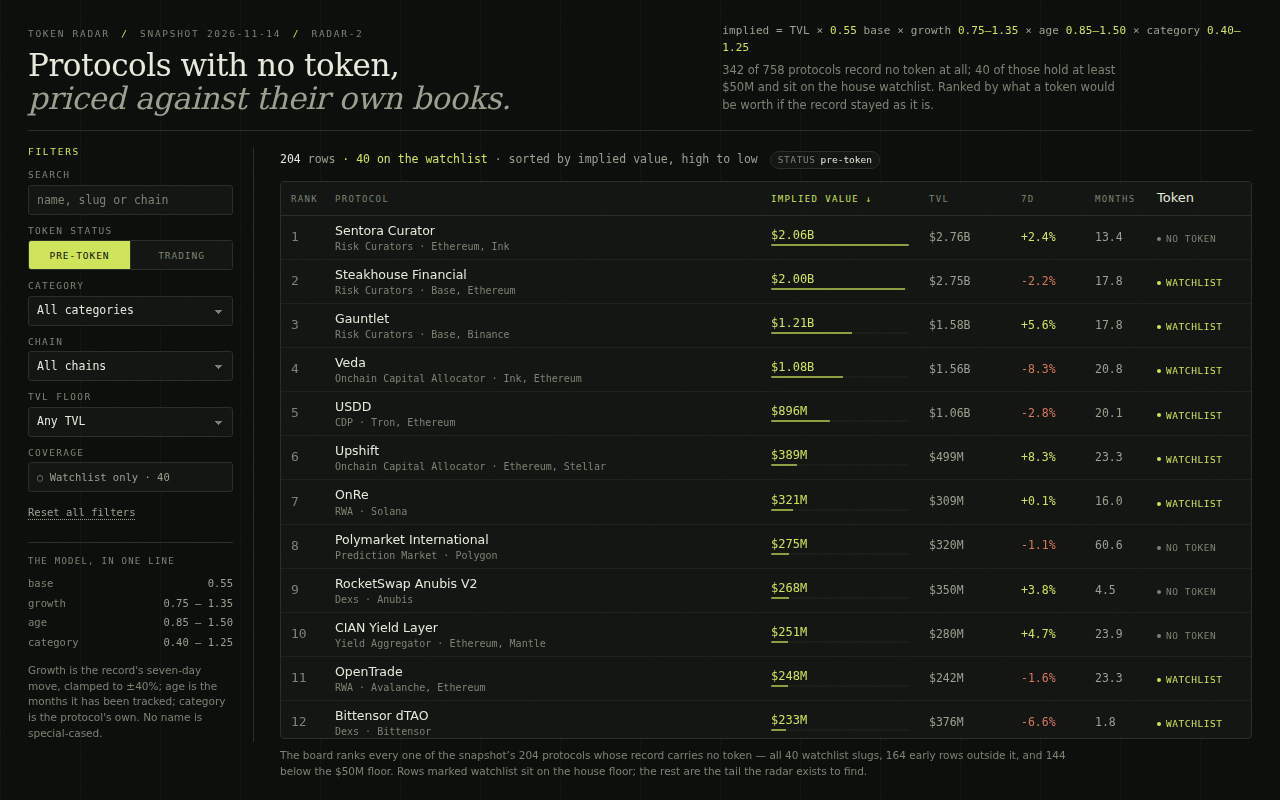 TOKEN RADAR / SNAPSHOT 2026-11-14 / RADAR-2
Protocols with no token,
priced against their own books.
implied = TVL × 0.55 base × growth 0.75–1.35 × age 0.85–1.50 × category 0.40–
1.25
342 of 758 protocols record no token at all; 40 of those hold at least
$50M and sit on the house watchlist. Ranked by what a token would
be worth if the record stayed as it is.
FILTERS
SEARCH
name, slug or chain
TOKEN STATUS
PRE-TOKEN TRADING
CATEGORY
All categories
CHAIN
All chains
TVL FLOOR
Any TVL
COVERAGE
○ Watchlist only · 40
Reset all filters
THE MODEL, IN ONE LINE
base 0.55
growth 0.75 – 1.35
age 0.85 – 1.50
category 0.40 – 1.25
Growth is the record's seven-day
move, clamped to ±40%; age is the
months it has been tracked; category
is the protocol's own. No name is
special-cased.
204 rows · 40 on the watchlist · sorted by implied value, high to low STATUS pre-token
RANK PROTOCOL IMPLIED VALUE ↓ TVL 7D MONTHS Token
1 Sentora Curator $2.06B $2.76B +2.4% 13.4 • NO TOKEN
Risk Curators · Ethereum, Ink
2 Steakhouse Financial $2.00B $2.75B -2.2% 17.8 • WATCHLIST
Risk Curators · Base, Ethereum
3 Gauntlet $1.21B $1.58B +5.6% 17.8 • WATCHLIST
Risk Curators · Base, Binance
4 Veda $1.08B $1.56B -8.3% 20.8 • WATCHLIST
Onchain Capital Allocator · Ink, Ethereum
5 USDD $896M $1.06B -2.8% 20.1 • WATCHLIST
CDP · Tron, Ethereum
6 Upshift $389M $499M +8.3% 23.3 • WATCHLIST
Onchain Capital Allocator · Ethereum, Stellar
7 OnRe $321M $309M +0.1% 16.0 • WATCHLIST
RWA · Solana
8 Polymarket International $275M $320M -1.1% 60.6 • NO TOKEN
Prediction Market · Polygon
9 RocketSwap Anubis V2 $268M $350M +3.8% 4.5 • NO TOKEN
Dexs · Anubis
10 CIAN Yield Layer $251M $280M +4.7% 23.9 • NO TOKEN
Yield Aggregator · Ethereum, Mantle
11 OpenTrade $248M $242M -1.6% 23.3 • WATCHLIST
RWA · Avalanche, Ethereum
12 Bittensor dTAO $233M $376M -6.6% 1.8 • WATCHLIST
Dexs · Bittensor
The board ranks every one of the snapshot’s 204 protocols whose record carries no token — all 40 watchlist slugs, 164 early rows outside it, and 144
below the $50M floor. Rows marked watchlist sit on the house floor; the rest are the tail the radar exists to find.